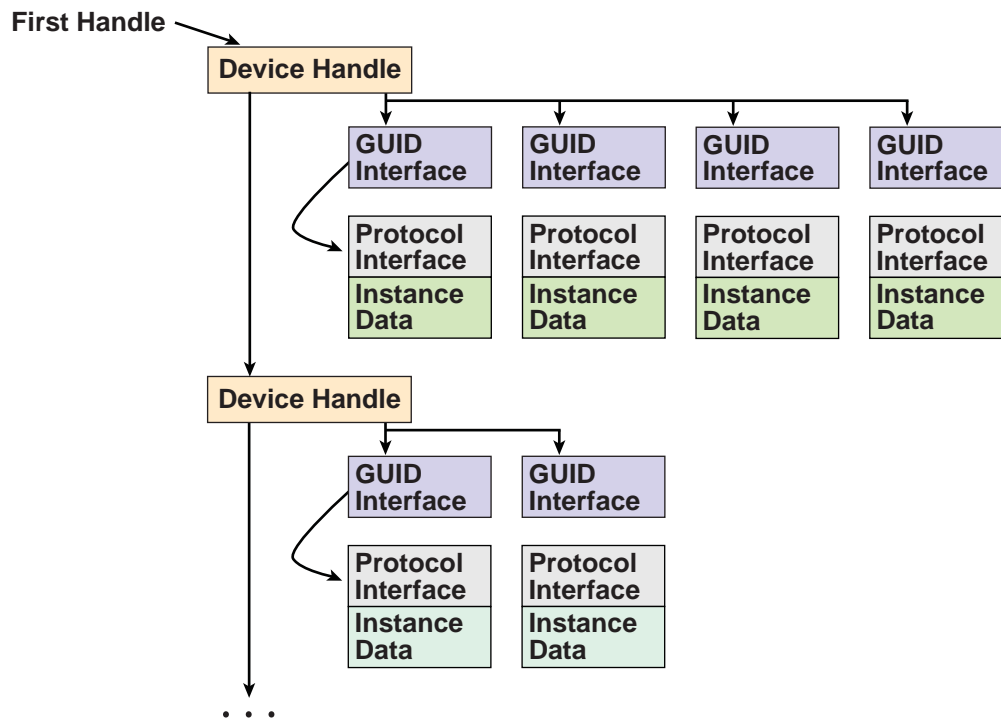 First Handle
Device Handle
GUID
Interface
GUID
Interface
GUID
Interface
GUID
Interface
Protocol
Interface
Protocol
Interface
Protocol
Interface
Protocol
Interface
Instance
Data
Instance
Data
Instance
Data
Instance
Data
Device Handle
GUID
Interface
GUID
Interface
Protocol
Interface
Protocol
Interface
Instance
Data
Instance
Data
. . .